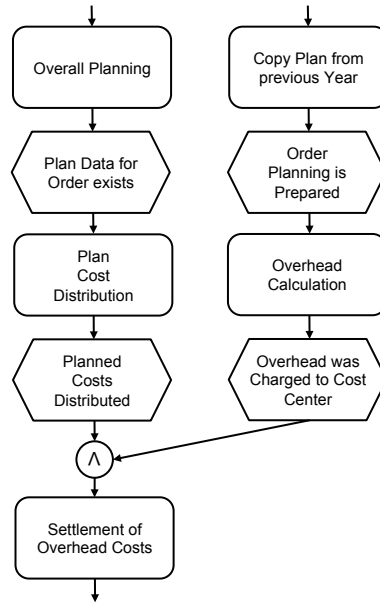 Overall Planning
Copy Plan from
previous Year
Plan Data for
Order exists
Order
Planning is
Prepared
Plan
Cost
Distribution
Overhead
Calculation
Planned
Costs
Distributed
Overhead was
Charged to Cost
Center
Λ
Settlement of
Overhead Costs